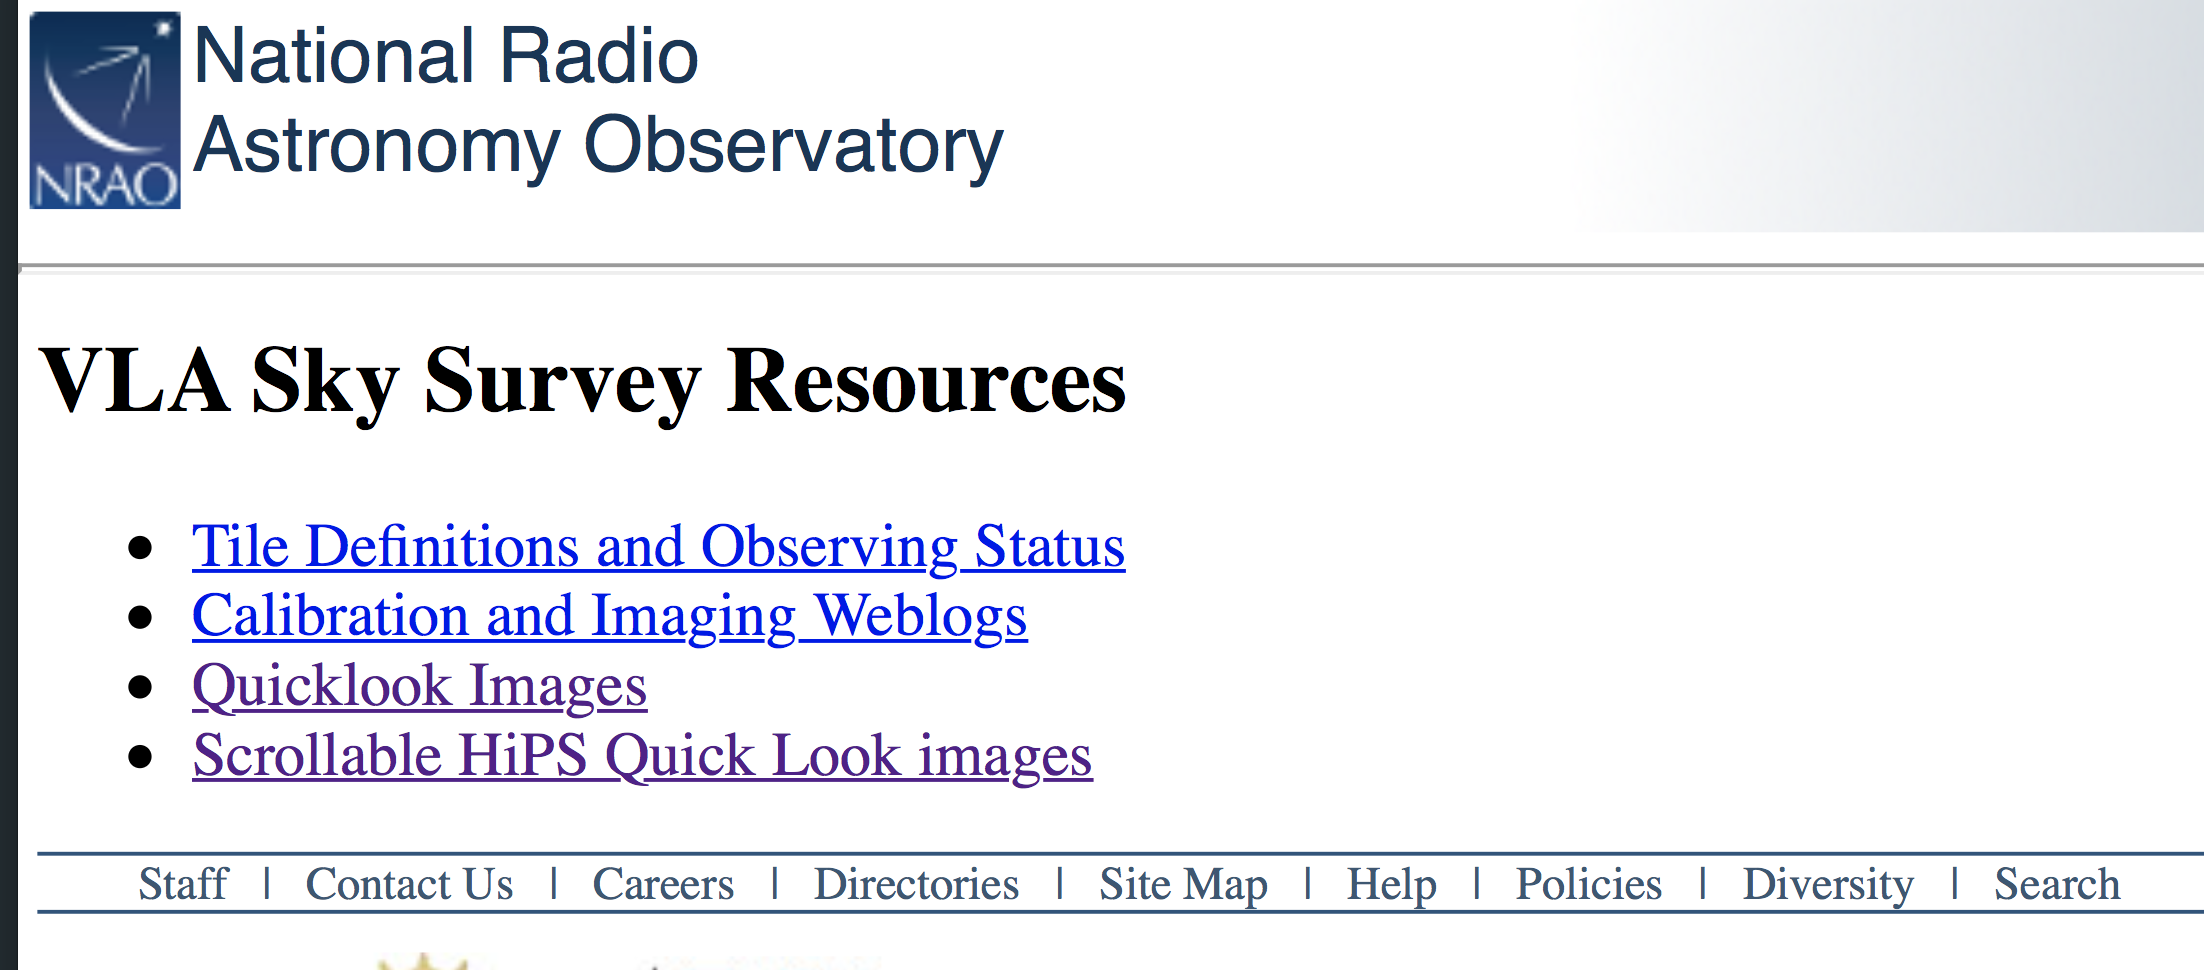 National Radio
Astronomy Observatory
NRAO
VLA Sky Survey Resources
Tile Definitions and Observing Status
Calibration and Imaging Weblogs
Quicklook Images
Scrollable HiPS Quick Look images
Staff | Contact Us | Careers | Directories | Site Map | Help | Policies | Diversity | Search